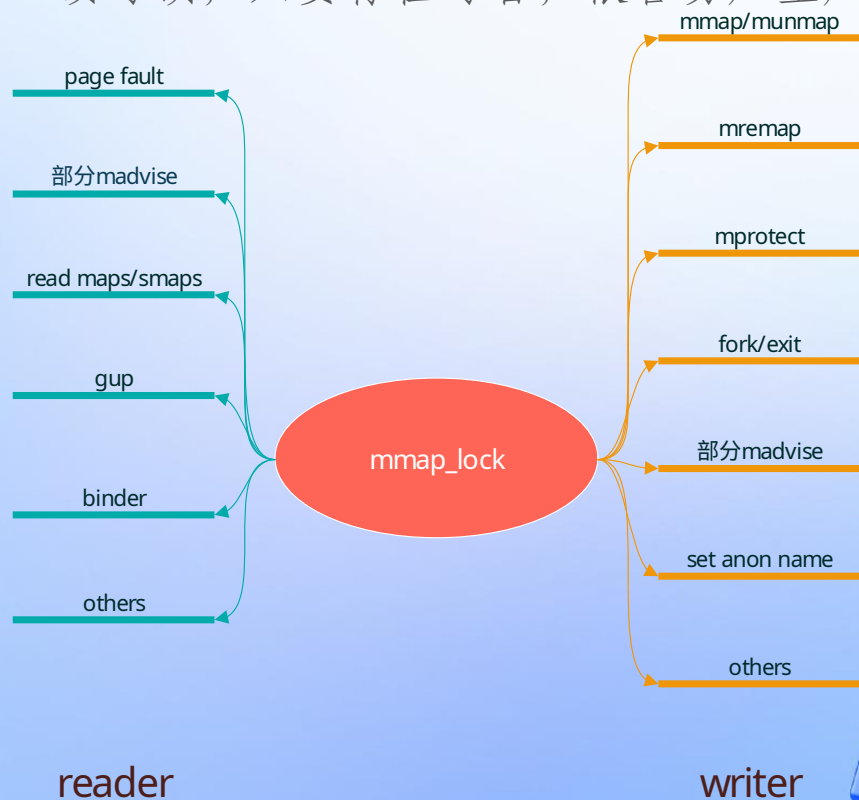 mmap/munmap
page fault
mremap
部分madvise
mprotect
read maps/smaps
fork/exit
gup
mmap_lock
部分madvise
binder
set anon name
others
others
reader
writer